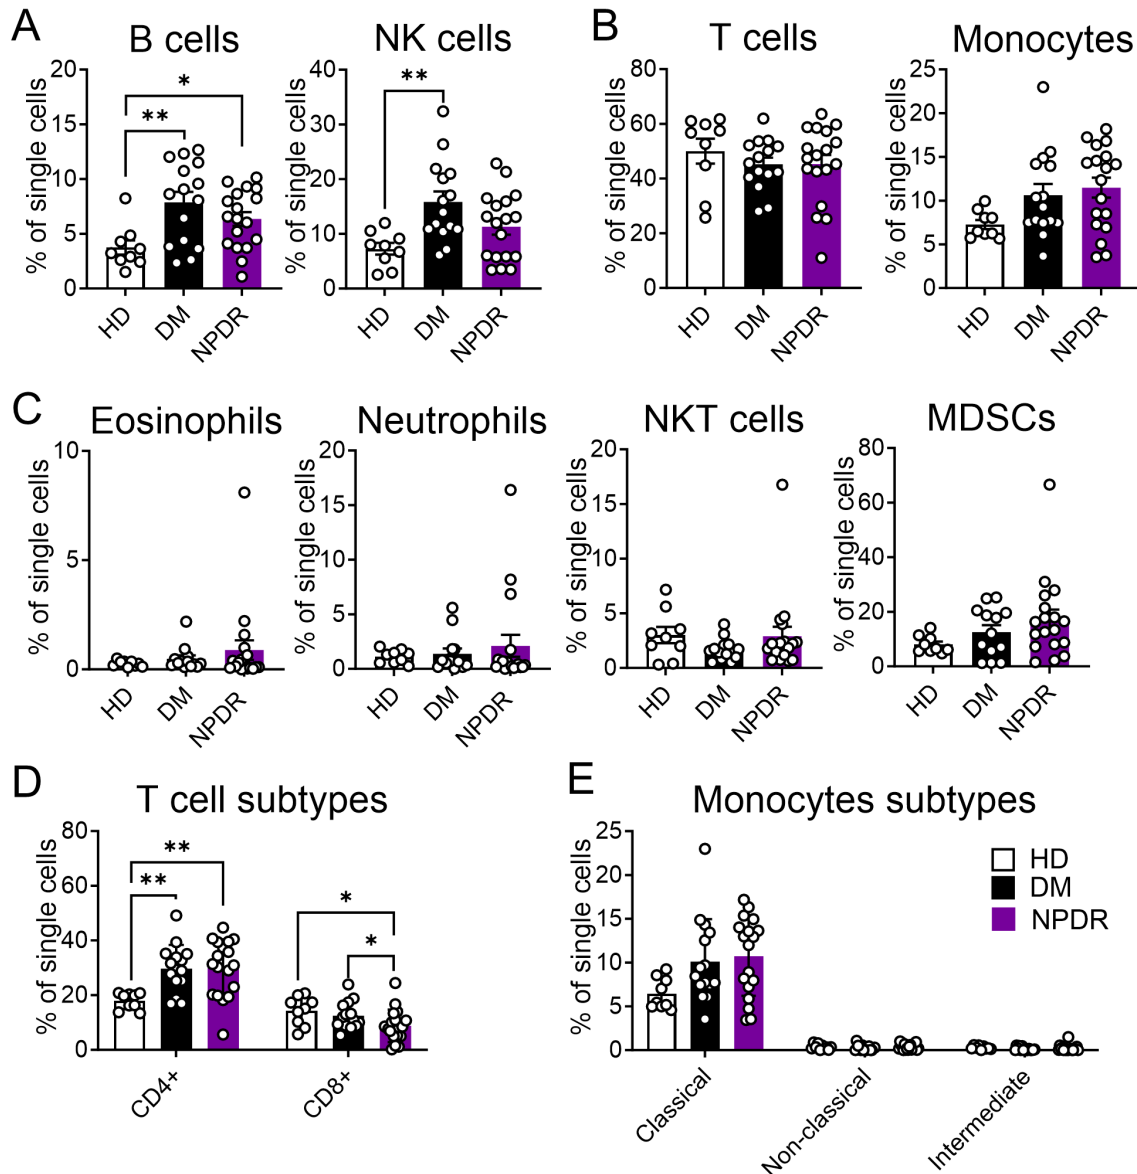 A
B cells
NK cells
B
T cells
Monocytes
% of single cells
20
15
10
5
0
*
**
HD
DM
NPDR
% of single cells
40
30
20
10
0
**
HD
DM
NPDR
% of single cells
80
60
40
20
0
HD
DM
NPDR
% of single cells
25
20
15
10
5
0
HD
DM
NPDR
C
Eosinophils
Neutrophils
NKT cells
MDSCs
% of single cells
10
5
0
HD
DM
NPDR
% of single cells
20
15
10
5
0
HD
DM
NPDR
% of single cells
20
15
10
5
0
HD
DM
NPDR
% of single cells
80
60
40
20
0
HD
DM
NPDR
D
T cell subtypes
% of single cells
80
60
40
20
0
**
**
*
*
CD4+
CD8+
E
Monocytes subtypes
% of single cells
25
20
15
10
5
0
HD
DM
NPDR
Classical
Non-classical
Intermediate